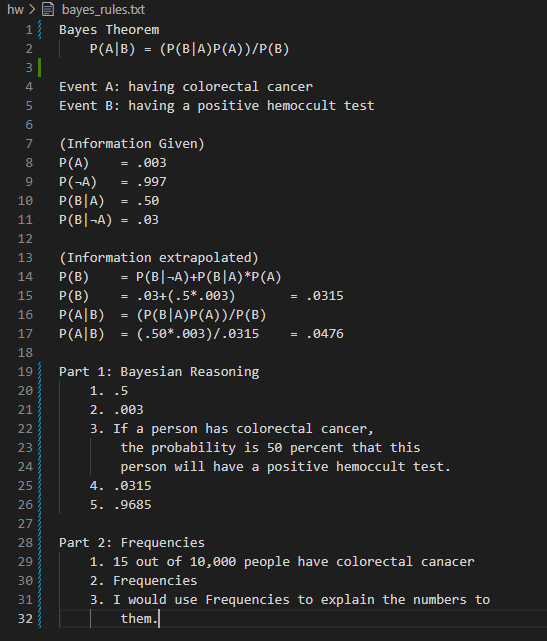 hw > bayes_rules.txt
1 Bayes Theorem
2 P(A|B) = (P(B|A)P(A))/P(B)
3
4 Event A: having colorectal cancer
5 Event B: having a positive hemoccult test
6
7 (Information Given)
8 P(A) = .003
9 P(¬A) = .997
10 P(B|A) = .50
11 P(B|¬A) = .03
12
13 (Information extrapolated)
14 P(B) = P(B|¬A)+P(B|A)*P(A)
15 P(B) = .03+(.5*.003) = .0315
16 P(A|B) = (P(B|A)P(A))/P(B)
17 P(A|B) = (.50*.003)/.0315 = .0476
18
19 Part 1: Bayesian Reasoning
20 1. .5
21 2. .003
22 3. If a person has colorectal cancer,
23 the probability is 50 percent that this
24 person will have a positive hemoccult test.
25 4. .0315
26 5. .9685
27
28 Part 2: Frequencies
29 1. 15 out of 10,000 people have colorectal canacer
30 2. Frequencies
31 3. I would use Frequencies to explain the numbers to
32 them.